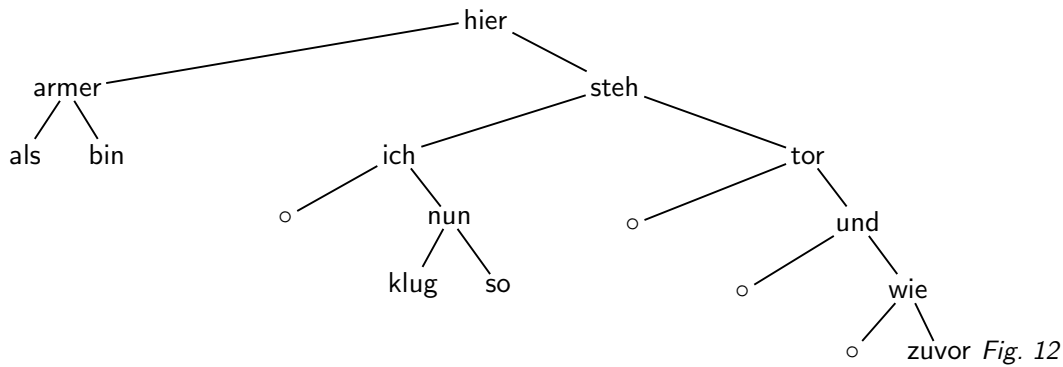 hier
armer steh
als bin ich tor
nun und
klug so wie
zuvor Fig. 12